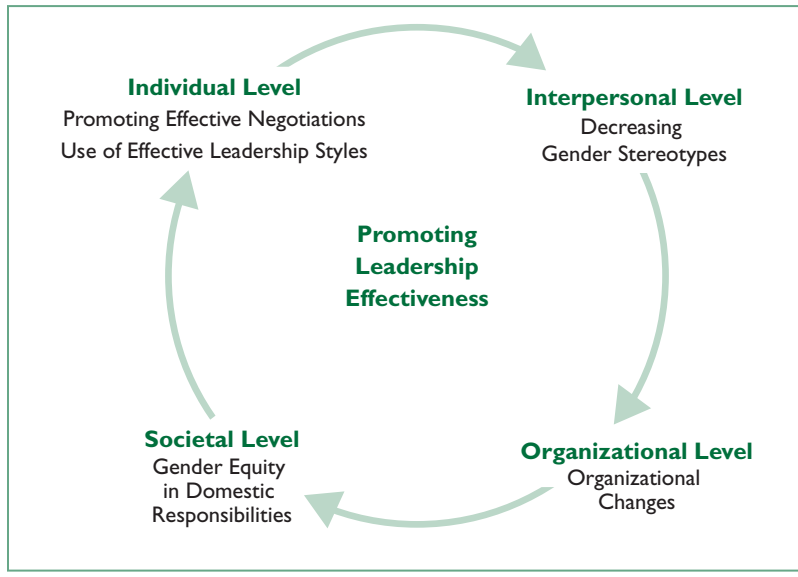 Individual Level
Promoting Effective Negotiations
Use of Effective Leadership Styles
Interpersonal Level
Decreasing
Gender Stereotypes
Promoting
Leadership
Effectiveness
Societal Level
Gender Equity
in Domestic
Responsibilities
Organizational Level
Organizational
Changes